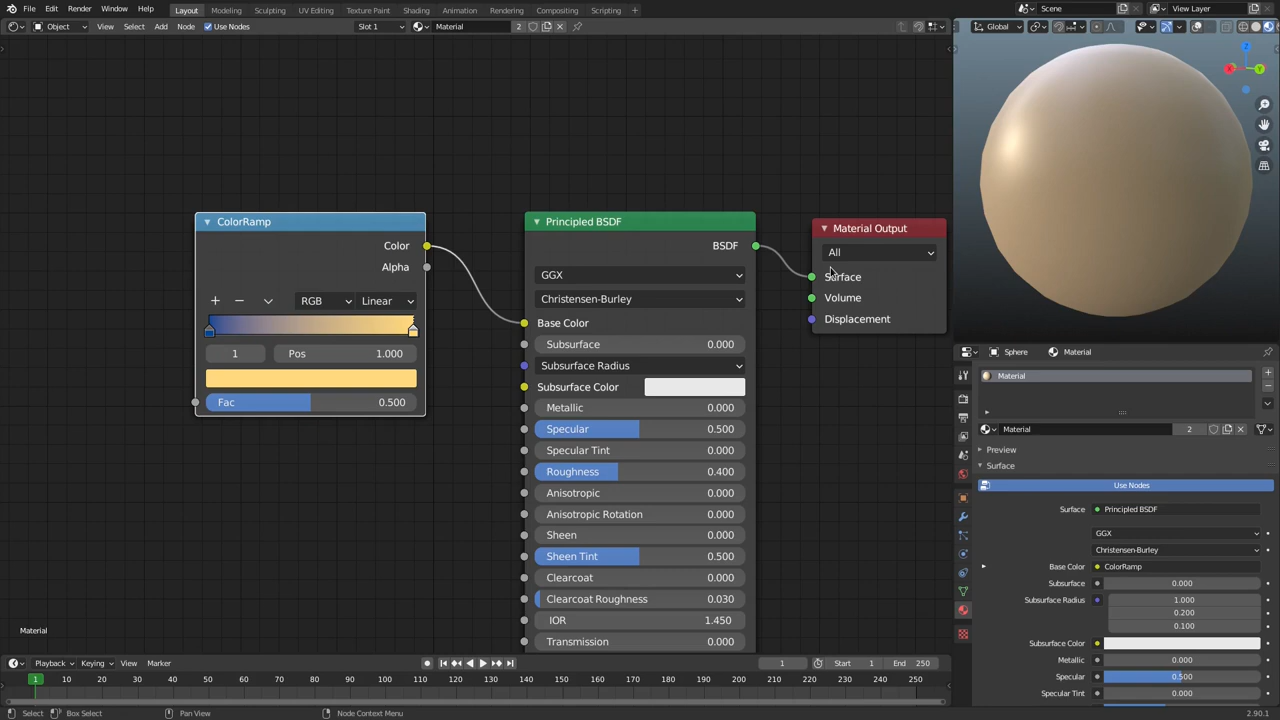 File Edit Render Window Help Layout Modeling Sculpting UV Editing Texture Paint Shading Animation Rendering Compositing Scripting + Scene View Layer
Object View Select Add Node Use Nodes Slot 1 Material 2 Global
ColorRamp
Color
Alpha
RGB Linear
1 Pos 1.000
Fac 0.500
Principled BSDF
BSDF
GGX
Christensen-Burley
Base Color
Subsurface 0.000
Subsurface Radius
Subsurface Color
Metallic 0.000
Specular 0.500
Specular Tint 0.000
Roughness 0.400
Anisotropic 0.000
Anisotropic Rotation 0.000
Sheen 0.000
Sheen Tint 0.500
Clearcoat 0.000
Clearcoat Roughness 0.030
IOR 1.450
Transmission 0.000
Material Output
All
Surface
Volume
Displacement
X Y Z
Sphere Material
Material
Material 2
Preview
Surface
Use Nodes
Surface Principled BSDF
GGX
Christensen-Burley
Base Color ColorRamp
Subsurface 0.000
Subsurface Radius 1.000
0.200
0.100
Subsurface Color
Metallic 0.000
Specular 0.500
Specular Tint 0.000
Material
Playback Keying View Marker 1 Start 1 End 250
1 10 20 30 40 50 60 70 80 90 100 110 120 130 140 150 160 170 180 190 200 210 220 230 240 250
Select Box Select Pan View Node Context Menu 2.90.1